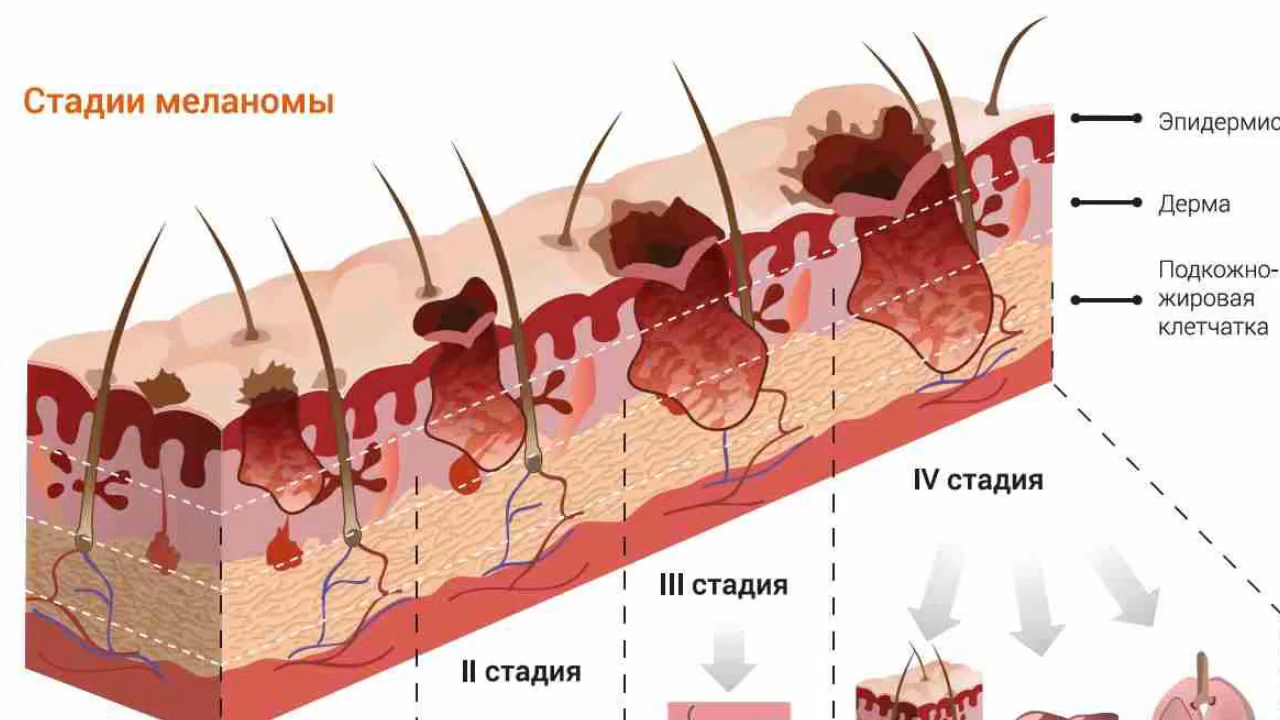 Стадии меланомы
Эпидермис
Дерма
Подкожно-
жировая
клетчатка
IV стадия
III стадия
II стадия